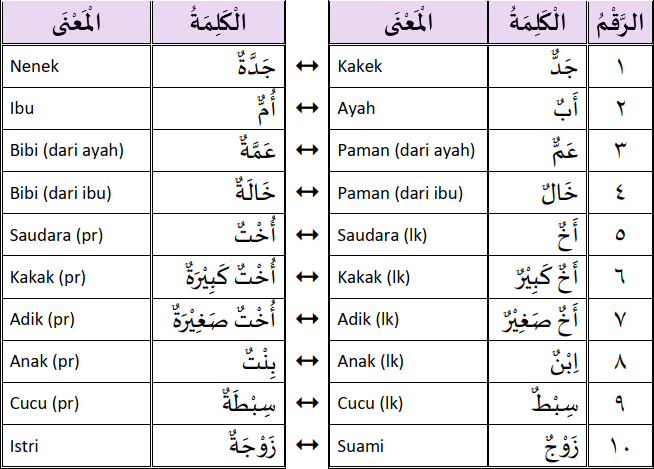 الرَّقْمُ الْكَلِمَةُ الْمَعْنَى الْكَلِمَةُ الْمَعْنَى
١ جَدٌّ Kakek ↔ جَدَّةٌ Nenek
٢ أَبٌ Ayah ↔ أُمٌّ Ibu
٣ عَمٌّ Paman (dari ayah) ↔ عَمَّةٌ Bibi (dari ayah)
٤ خَالٌ Paman (dari ibu) ↔ خَالَةٌ Bibi (dari ibu)
٥ أَخٌ Saudara (lk) ↔ أُخْتٌ Saudara (pr)
٦ أَخٌ كَبِيْرٌ Kakak (lk) ↔ أُخْتٌ كَبِيْرَةٌ Kakak (pr)
٧ أَخٌ صَغِيْرٌ Adik (lk) ↔ أُخْتٌ صَغِيْرَةٌ Adik (pr)
٨ اِبْنٌ Anak (lk) ↔ بِنْتٌ Anak (pr)
٩ سِبْطٌ Cucu (lk) ↔ سِبْطَةٌ Cucu (pr)
١٠ زَوْجٌ Suami ↔ زَوْجَةٌ Istri